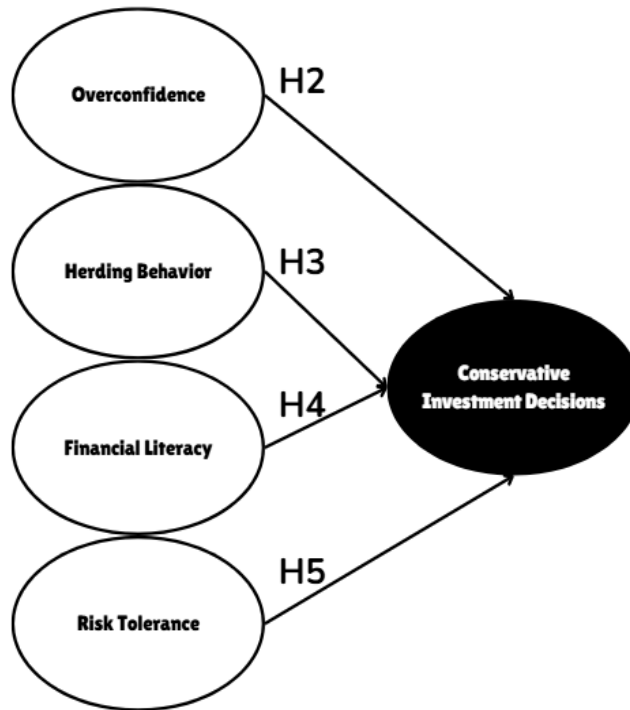 Overconfidence
H2
Herding Behavior
H3
Conservative
Investment Decisions
H4
Financial Literacy
H5
Risk Tolerance